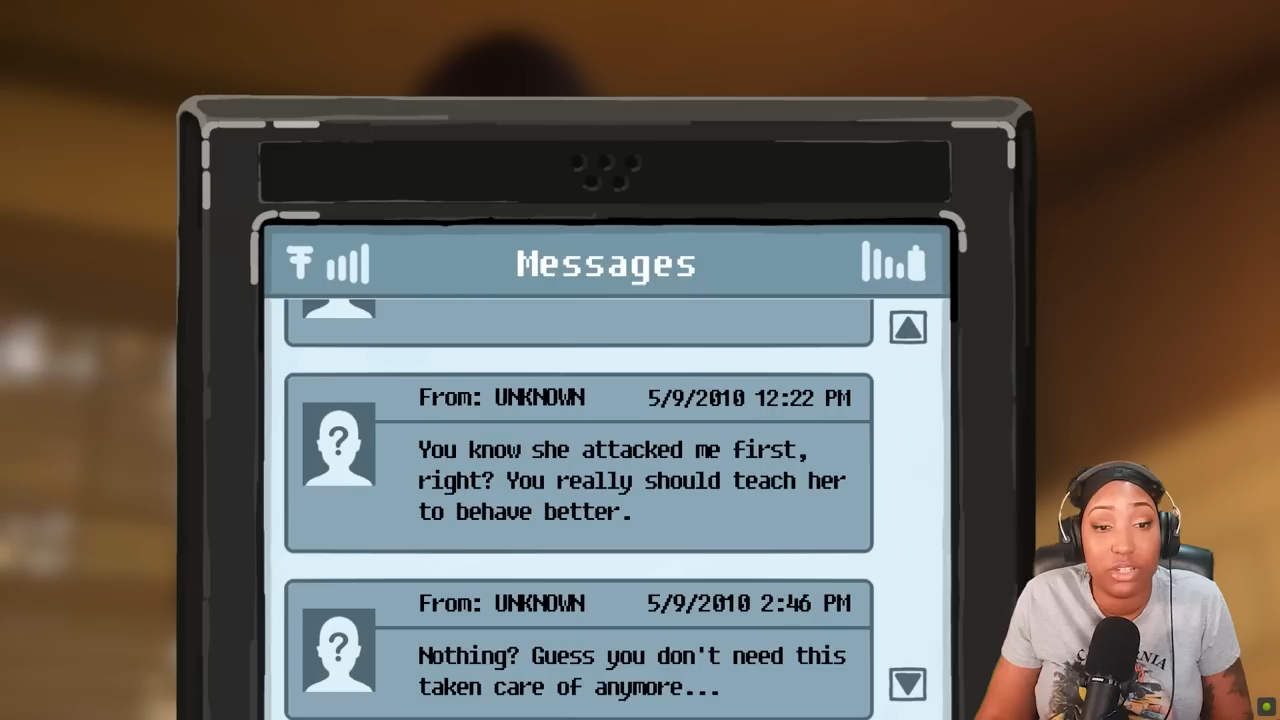 Messages
From: UNKNOWN 5/9/2010 12:22 PM
You know she attacked me first,
right? You really should teach her
to behave better.
From: UNKNOWN 5/9/2010 2:46 PM
Nothing? Guess you don't need this
taken care of anymore...
CALIFORNIA